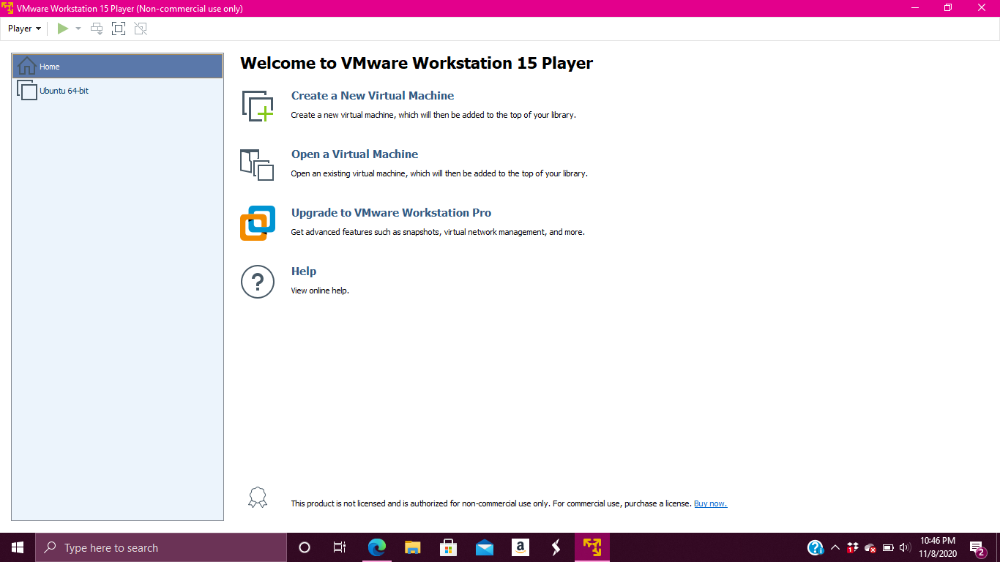 VMware Workstation 15 Player (Non-commercial use only)
Player
Home
Ubuntu 64-bit
Welcome to VMware Workstation 15 Player
Create a New Virtual Machine
Create a new virtual machine, which will then be added to the top of your library.
Open a Virtual Machine
Open an existing virtual machine, which will then be added to the top of your library.
Upgrade to VMware Workstation Pro
Get advanced features such as snapshots, virtual network management, and more.
?
Help
View online help.
This product is not licensed and is authorized for non-commercial use only. For commercial use, purchase a license. Buy now.
Type here to search
a
?
1
10:46 PM
11/8/2020
2